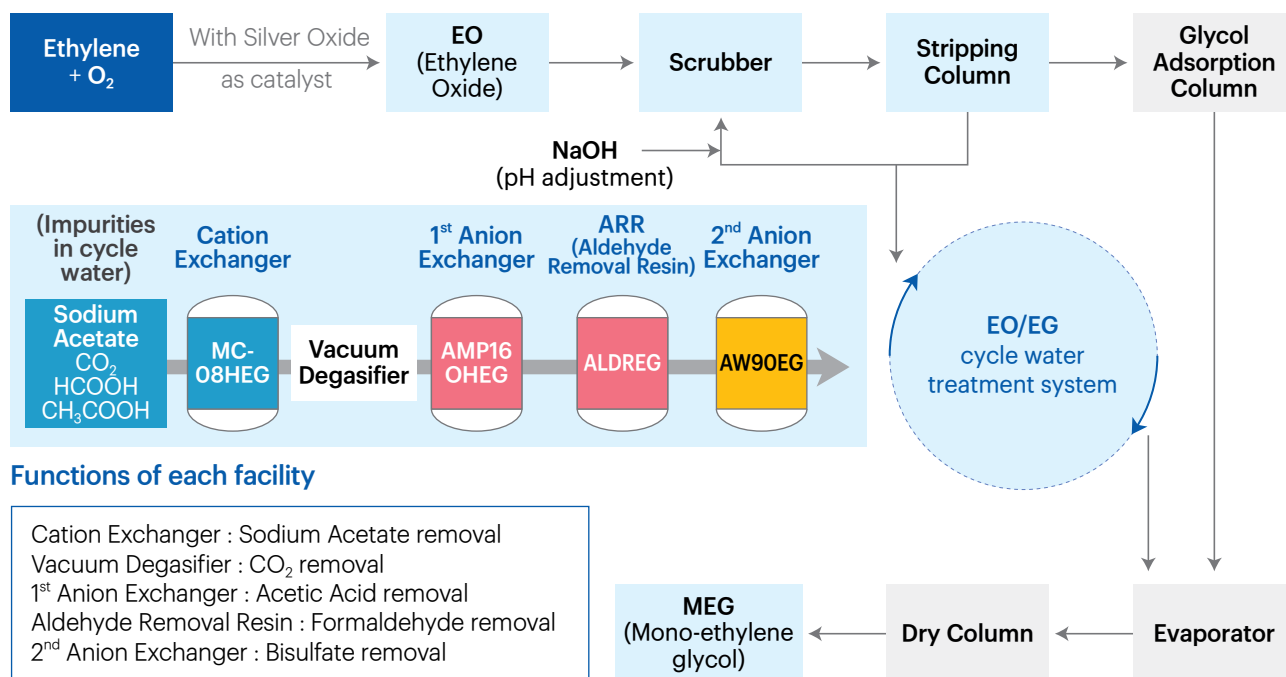 Ethylene
+ O₂
With Silver Oxide
as catalyst
EO
(Ethylene
Oxide)
Scrubber
Stripping
Column
Glycol
Adsorption
Column
NaOH
(pH adjustment)
(Impurities
in cycle
water)
Cation
Exchanger
1st Anion
Exchanger
ARR
(Aldehyde
Removal Resin)
2nd Anion
Exchanger
Sodium
Acetate
CO₂
HCOOH
CH₃COOH
MC-
08HEG
Vacuum
Degasifier
AMP16
OHEG
ALDREG
AW90EG
EO/EG
cycle water
treatment system
Functions of each facility
Cation Exchanger : Sodium Acetate removal
Vacuum Degasifier : CO₂ removal
1st Anion Exchanger : Acetic Acid removal
Aldehyde Removal Resin : Formaldehyde removal
2nd Anion Exchanger : Bisulfate removal
MEG
(Mono-ethylene
glycol)
Dry Column
Evaporator